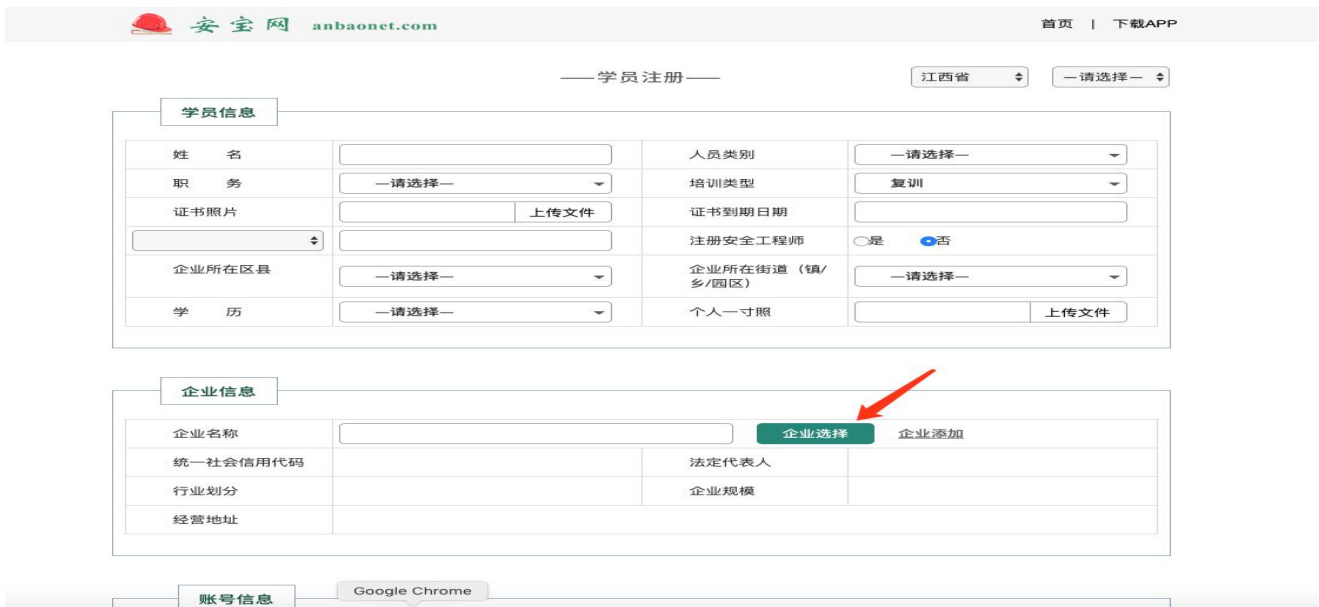 安宝网 anbaonet.com 首页 | 下载APP
——学员注册—— 江西省 —请选择—
学员信息
姓 名 人员类别 —请选择—
职 务 —请选择— 培训类型 复训
证书照片 上传文件 证书到期日期
注册安全工程师 是 否
企业所在区县 —请选择— 企业所在街道（镇/
乡/园区） —请选择—
学 历 —请选择— 个人一寸照 上传文件
企业信息
企业名称 企业选择 企业添加
统一社会信用代码 法定代表人
行业划分 企业规模
经营地址
账号信息 Google Chrome